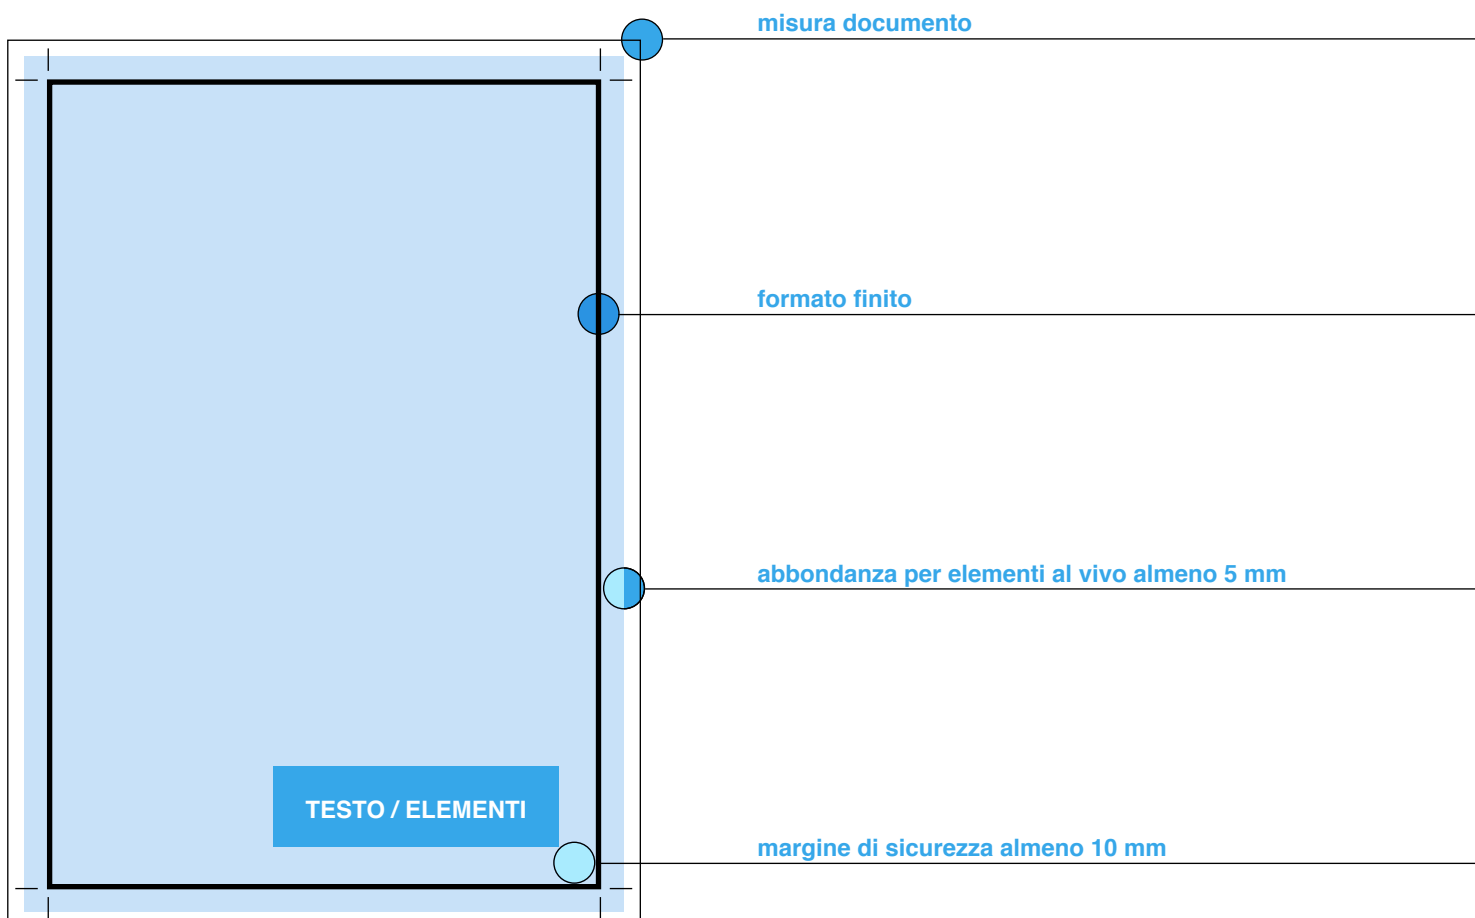 misura documento
formato finito
abbondanza per elementi al vivo almeno 5 mm
TESTO / ELEMENTI
margine di sicurezza almeno 10 mm